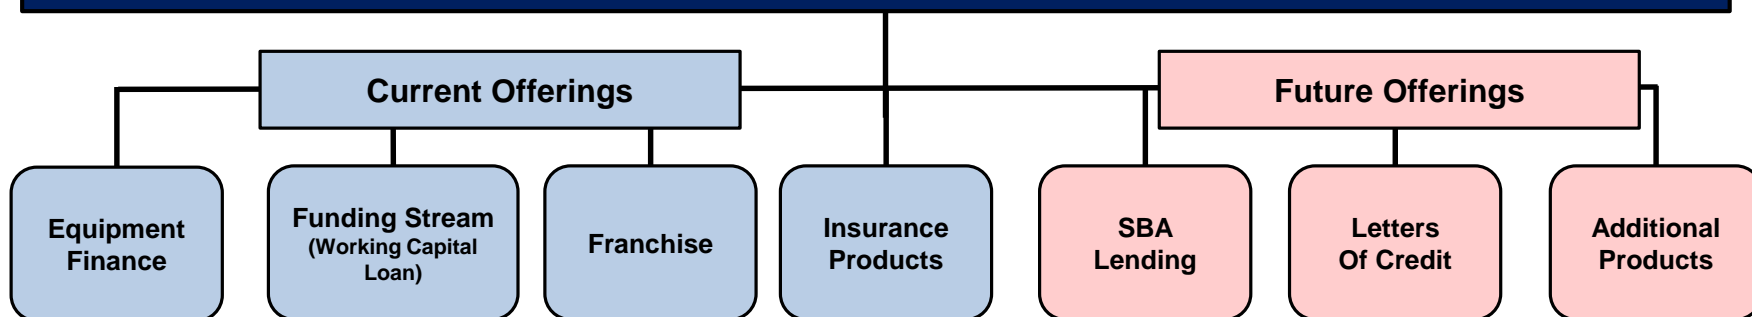 Current Offerings
Future Offerings
Equipment
Finance
Funding Stream
(Working Capital
Loan)
Franchise
Insurance
Products
SBA
Lending
Letters
Of Credit
Additional
Products